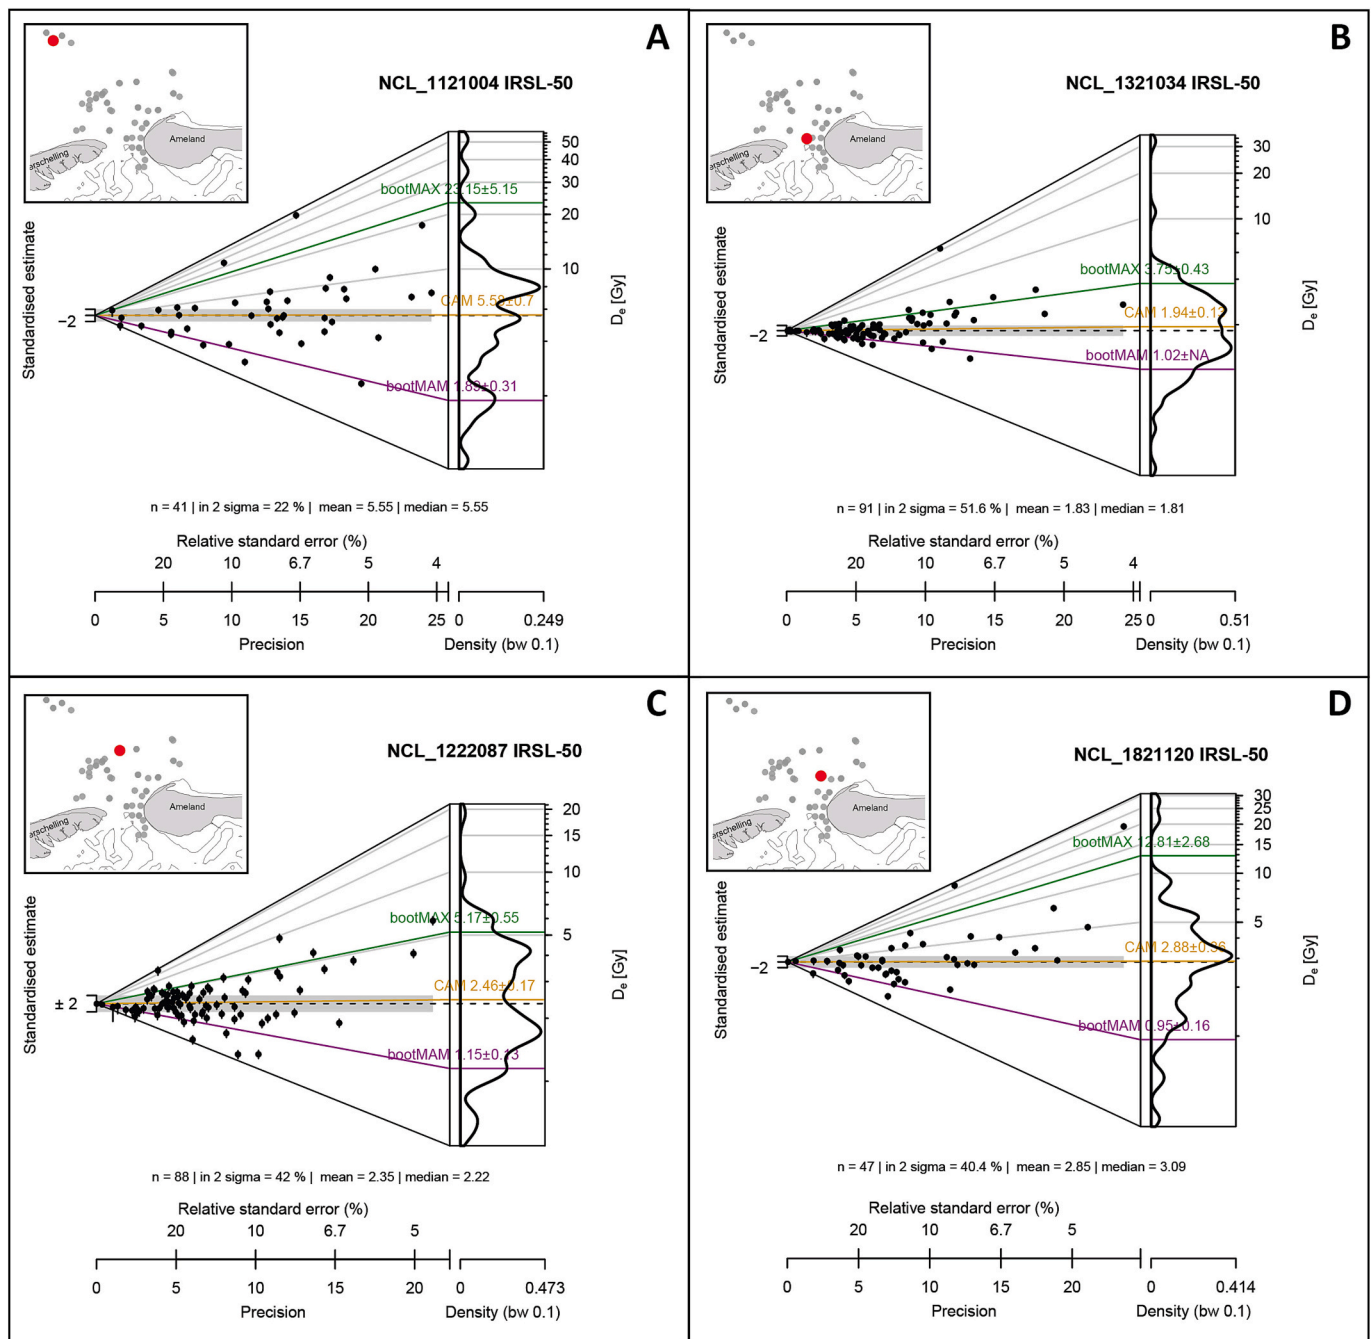 A
NCL_1121004 IRSL-50
Ameland
erschelling
Standardised estimate
−2
bootMAX 23.15±5.15
CAM 5.58±0.7
bootMAM 1.89±0.31
50
40
30
20
10
De [Gy]
n = 41 | in 2 sigma = 22 % | mean = 5.55 | median = 5.55
Relative standard error (%)
20 10 6.7 5 4
0 5 10 15 20 25 0 0.249
Precision Density (bw 0.1)
B
NCL_1321034 IRSL-50
Ameland
erschelling
Standardised estimate
−2
bootMAX 3.75±0.43
CAM 1.94±0.13
bootMAM 1.02±NA
30
20
10
De [Gy]
n = 91 | in 2 sigma = 51.6 % | mean = 1.83 | median = 1.81
Relative standard error (%)
20 10 6.7 5 4
0 5 10 15 20 25 0 0.51
Precision Density (bw 0.1)
C
NCL_1222087 IRSL-50
Ameland
erschelling
Standardised estimate
± 2
bootMAX 5.17±0.55
CAM 2.46±0.17
bootMAM 1.15±0.13
20
15
10
5
De [Gy]
n = 88 | in 2 sigma = 42 % | mean = 2.35 | median = 2.22
Relative standard error (%)
20 10 6.7 5
0 5 10 15 20 0 0.473
Precision Density (bw 0.1)
D
NCL_1821120 IRSL-50
Ameland
erschelling
Standardised estimate
−2
bootMAX 12.81±2.68
CAM 2.88±0.36
bootMAM 0.95±0.16
30
25
20
15
10
5
De [Gy]
n = 47 | in 2 sigma = 40.4 % | mean = 2.85 | median = 3.09
Relative standard error (%)
20 10 6.7 5
0 5 10 15 20 0 0.414
Precision Density (bw 0.1)